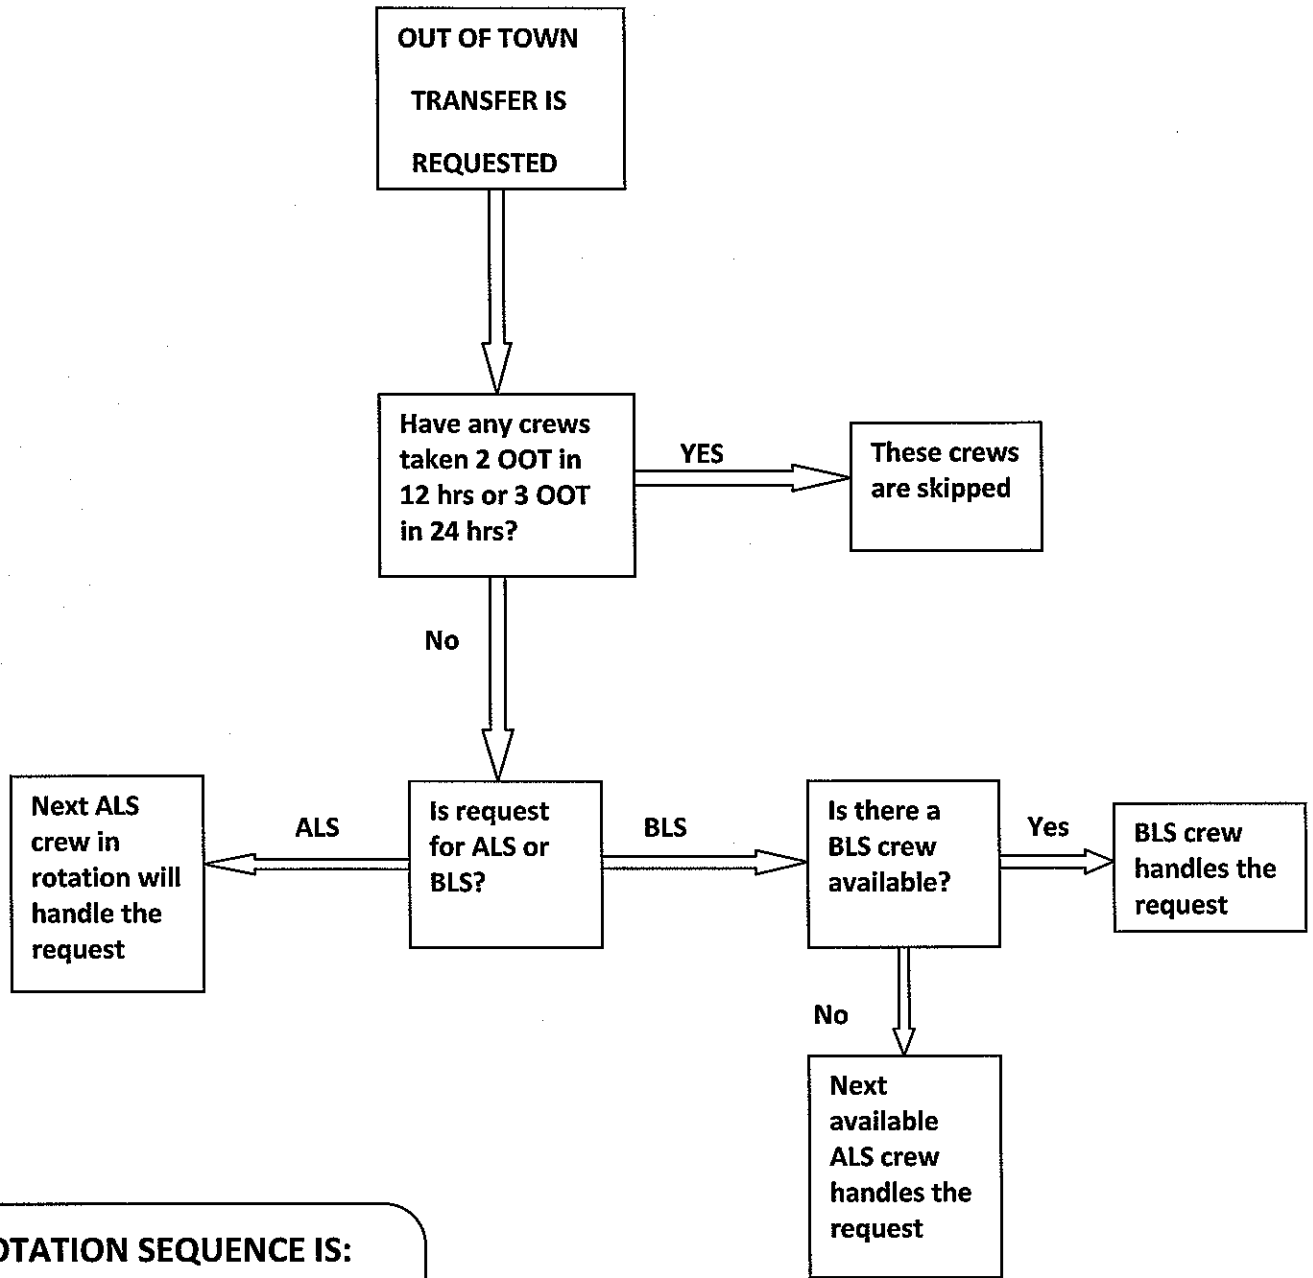 OUT OF TOWN
TRANSFER IS
REQUESTED
Have any crews
taken 2 OOT in
12 hrs or 3 OOT
in 24 hrs?
YES
These crews
are skipped
No
Next ALS
crew in
rotation will
handle the
request
ALS
Is request
for ALS or
BLS?
BLS
Is there a
BLS crew
available?
Yes
BLS crew
handles the
request
No
Next
available
ALS crew
handles the
request
OTATION SEQUENCE IS: